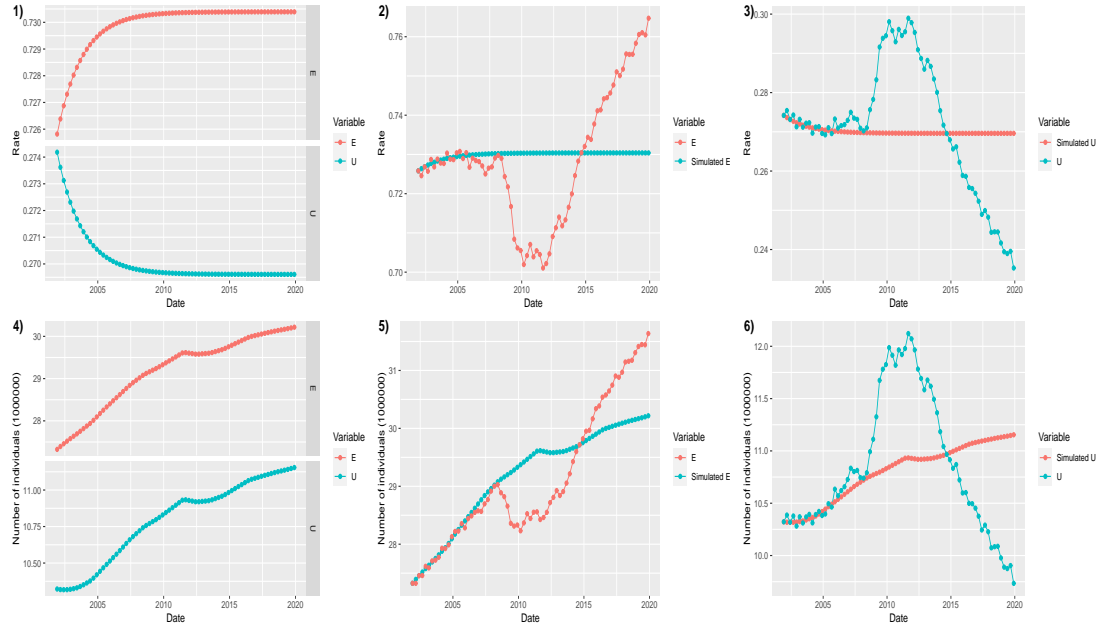 1)
0.730
0.729
0.728
0.727
0.726
E
Rate
0.274
0.273
0.272
0.271
0.270
U
2005
2010
2015
2020
Date
Variable
E
U
2)
0.76
0.74
0.72
0.70
Rate
2005
2010
2015
2020
Date
Variable
E
Simulated E
3)
0.30
0.28
0.26
0.24
Rate
2005
2010
2015
2020
Date
Variable
Simulated U
U
4)
30
29
28
E
Number of individuals (1000000)
11.00
10.75
10.50
U
2005
2010
2015
2020
Date
Variable
E
U
5)
31
30
29
28
Number of individuals (1000000)
2005
2010
2015
2020
Date
Variable
E
Simulated E
6)
12.0
11.5
11.0
10.5
10.0
Number of individuals (1000000)
2005
2010
2015
2020
Date
Variable
Simulated U
U